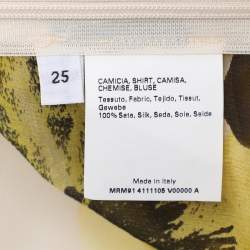 25
CAMICIA, SHIRT, CAMISA,
CHEMISE, BLUSE
Tessuto, Fabric, Tejido, Tissut,
Gewebe
100% Seta, Silk, Seda, Soie, Seide
Made in Italy
MRM91 4111105 V00000 A